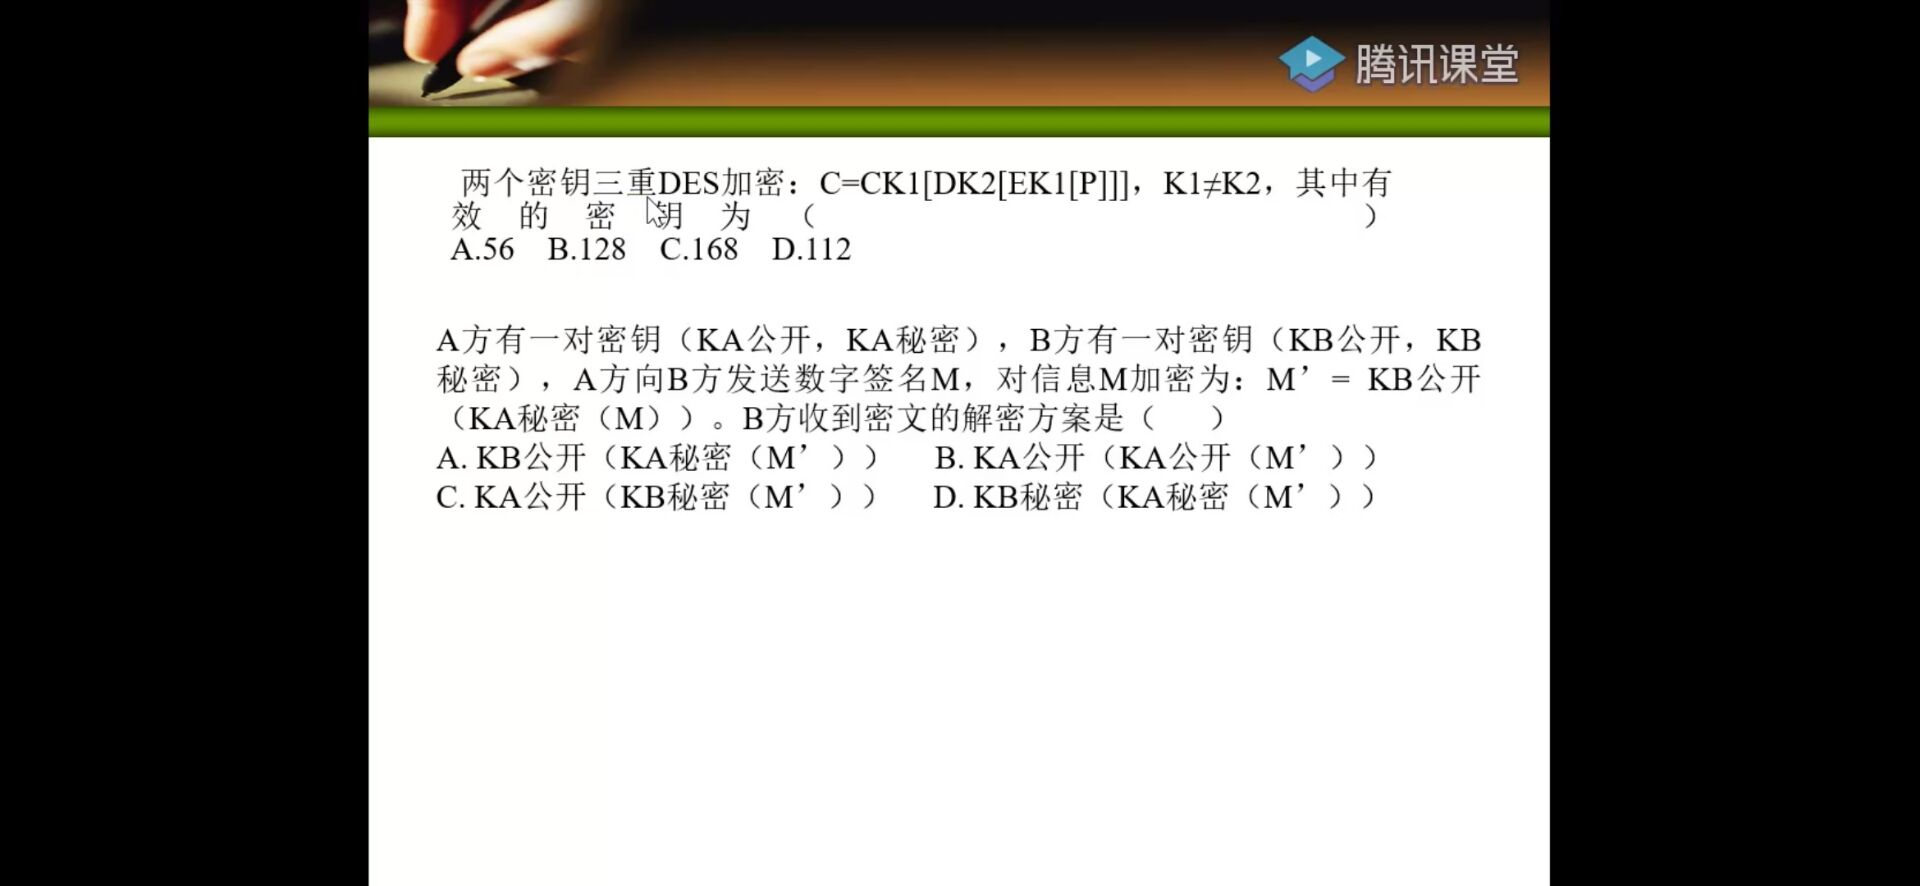 腾讯课堂
两个密钥三重DES加密：C=CK1[DK2[EK1[P]]]，K1≠K2，其中有
效的密钥为（ ）
A.56 B.128 C.168 D.112
A方有一对密钥（KA公开，KA秘密），B方有一对密钥（KB公开，KB
秘密），A方向B方发送数字签名M，对信息M加密为：M’= KB公开
（KA秘密（M））。B方收到密文的解密方案是（ ）
A. KB公开（KA秘密（M’）） B. KA公开（KA公开（M’））
C. KA公开（KB秘密（M’）） D. KB秘密（KA秘密（M’））